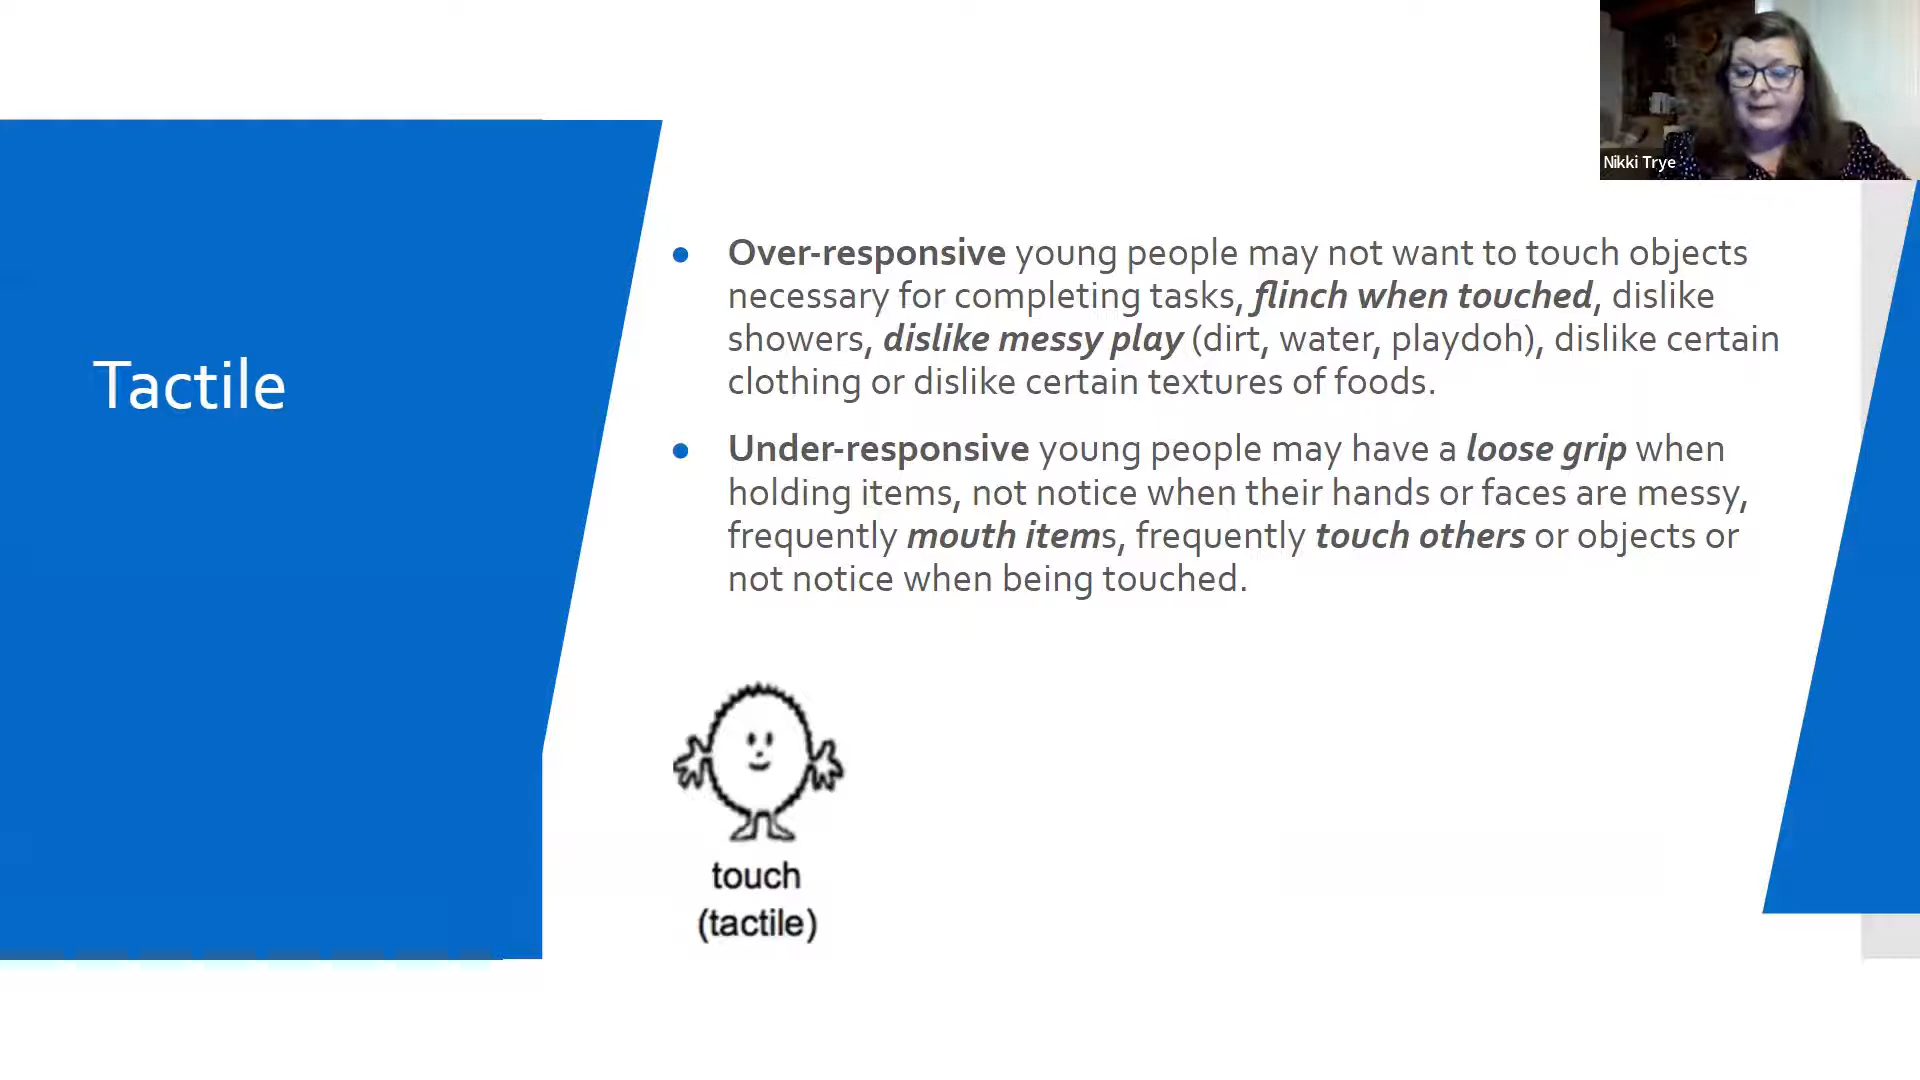 Nikki Trye
Tactile
Over-responsive young people may not want to touch objects
necessary for completing tasks, flinch when touched, dislike
showers, dislike messy play (dirt, water, playdoh), dislike certain
clothing or dislike certain textures of foods.
Under-responsive young people may have a loose grip when
holding items, not notice when their hands or faces are messy,
frequently mouth items, frequently touch others or objects or
not notice when being touched.
touch
(tactile)